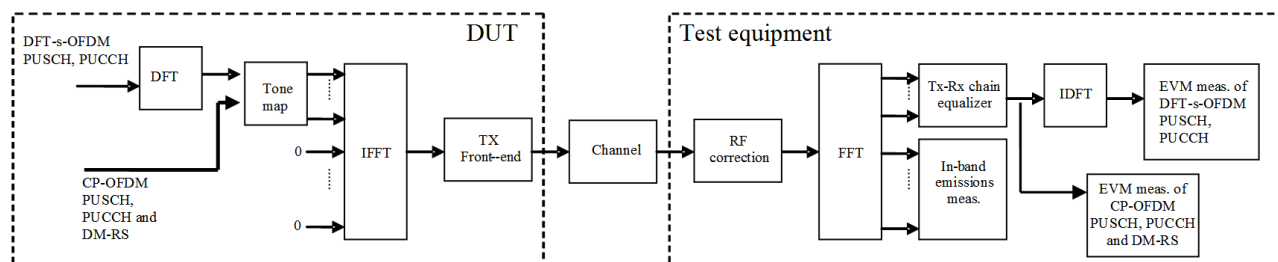 DUT
Test equipment
DFT-s-OFDM
PUSCH, PUCCH
DFT
Tone
map
CP-OFDM
PUSCH,
PUCCH and
DM-RS
0
0
IFFT
TX
Front--end
Channel
RF
correction
FFT
Tx-Rx chain
equalizer
In-band
emissions
meas.
IDFT
EVM meas. of
DFT-s-OFDM
PUSCH,
PUCCH
EVM meas. of
CP-OFDM
PUSCH, PUCCH
and DM-RS